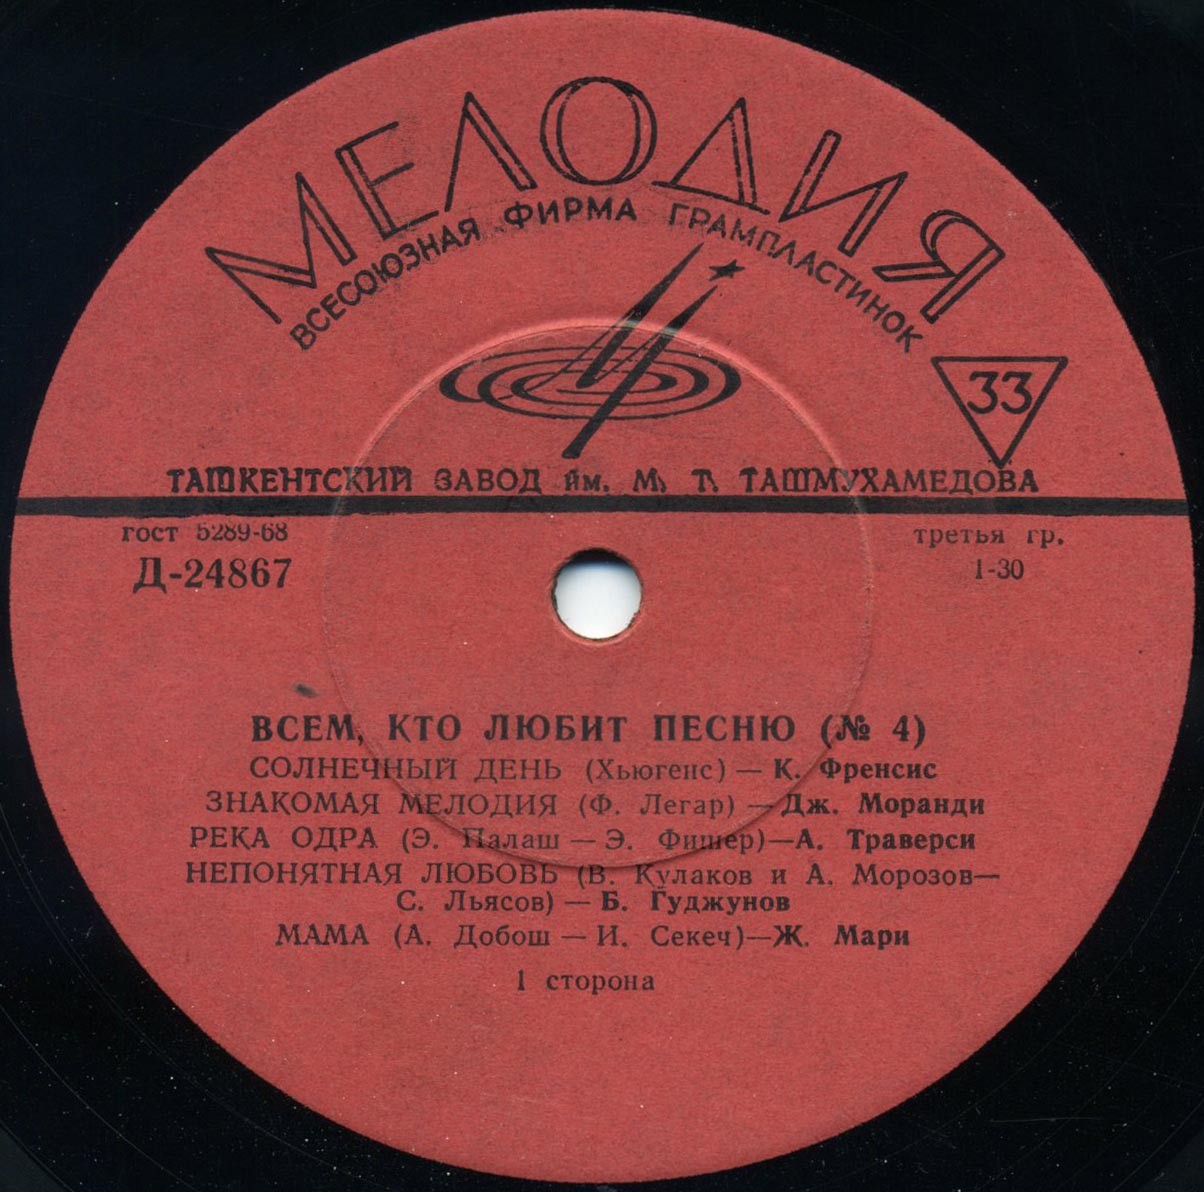 МЕЛОДИЯ
ВСЕСОЮЗНАЯ ФИРМА ГРАМПЛАСТИНОК
33
ТАШКЕНТСКИЙ ЗАВОД им. М. Т. ТАШМУХАМЕДОВА
гост 5289-68
третья гр.
Д-24867
1-30
ВСЕМ, КТО ЛЮБИТ ПЕСНЮ (№ 4)
СОЛНЕЧНЫЙ ДЕНЬ (Хьюгенс) — К. Френсис
ЗНАКОМАЯ МЕЛОДИЯ (Ф. Легар) — Дж. Моранди
РЕКА ОДРА (Э. Палаш — Э. Фишер)—А. Траверси
НЕПОНЯТНАЯ ЛЮБОВЬ (В. Кулаков и А. Морозов—
С. Льясов) — Б. Гуджунов
МАМА (А. Добош — И. Секеч)—Ж. Мари
1 сторона